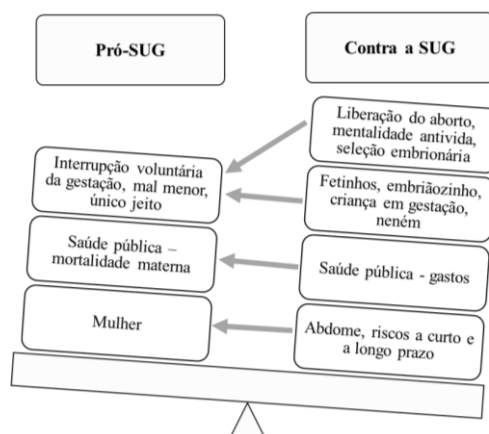 Pró-SUG
Contra a SUG
Liberação do aborto,
mentalidade antivida,
seleção embrionária
Interrupção voluntária
da gestação, mal menor,
único jeito
Fetinhos, embriãozinho,
criança em gestação,
neném
Saúde pública –
mortalidade materna
Saúde pública - gastos
Mulher
Abdome, riscos a curto e
a longo prazo